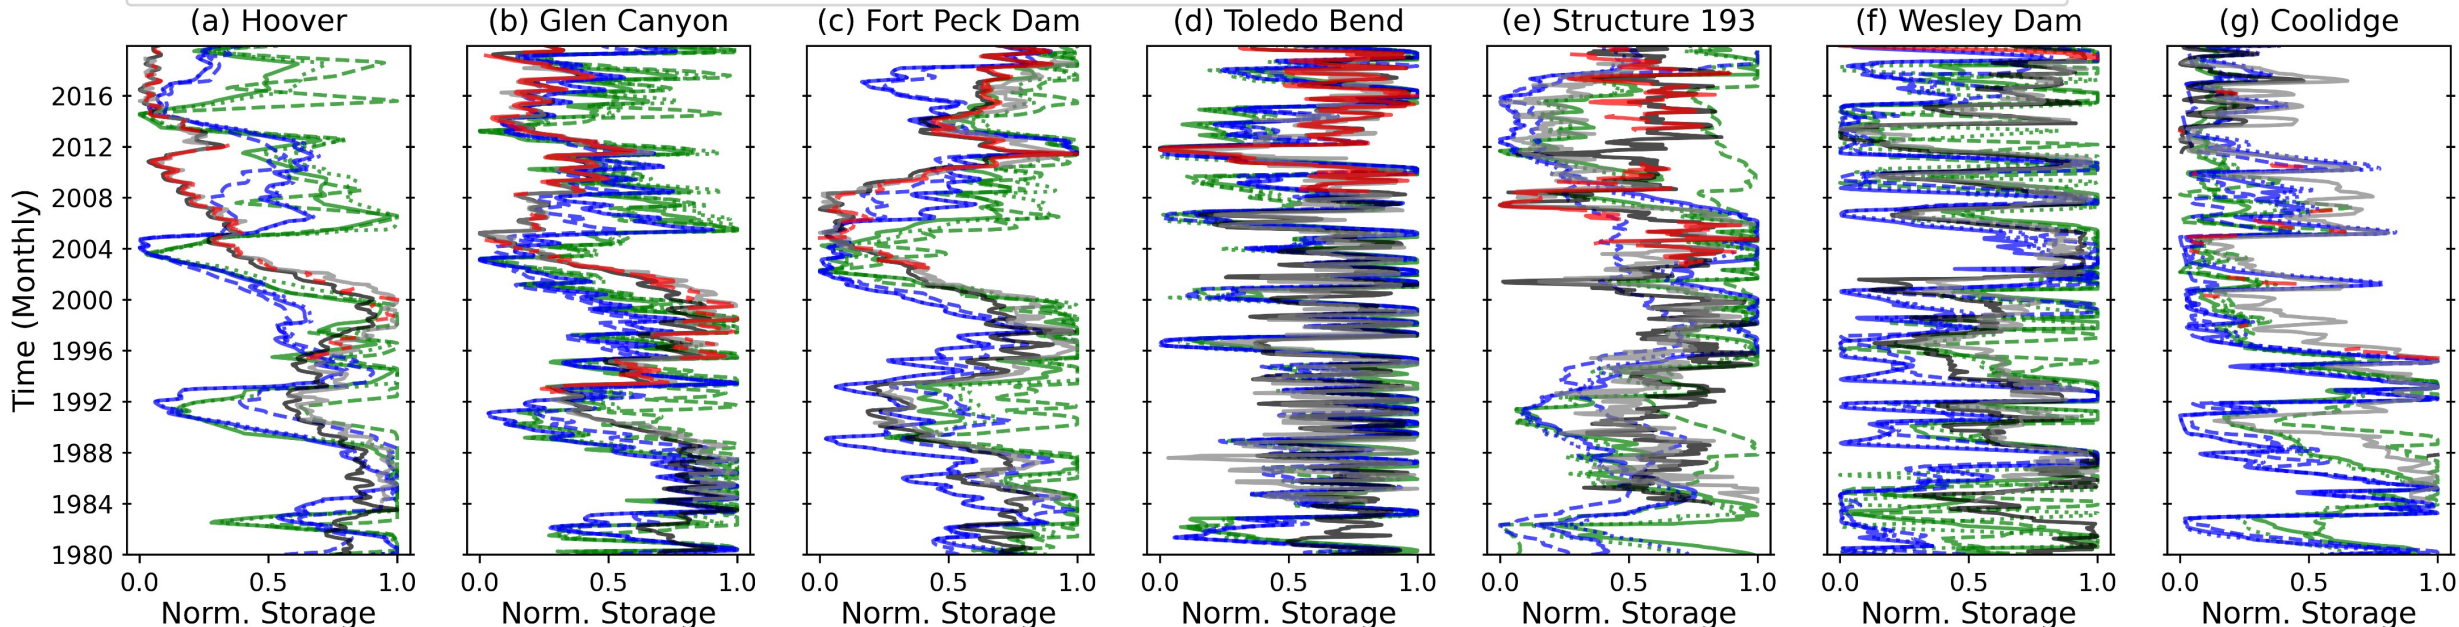 (a) Hoover (b) Glen Canyon (c) Fort Peck Dam (d) Toledo Bend (e) Structure 193 (f) Wesley Dam (g) Coolidge
Time (Monthly)
2016
2012
2008
2004
2000
1996
1992
1988
1984
1980
0.0 0.5 1.0 0.0 0.5 1.0 0.0 0.5 1.0 0.0 0.5 1.0 0.0 0.5 1.0 0.0 0.5 1.0 0.0 0.5 1.0
Norm. Storage Norm. Storage Norm. Storage Norm. Storage Norm. Storage Norm. Storage Norm. Storage